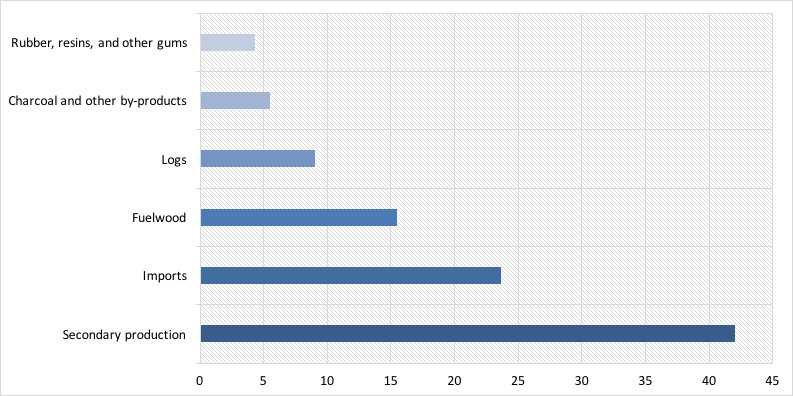 Rubber, resins, and other gums
Charcoal and other by-products
Logs
Fuelwood
Imports
Secondary production
0 5 10 15 20 25 30 35 40 45